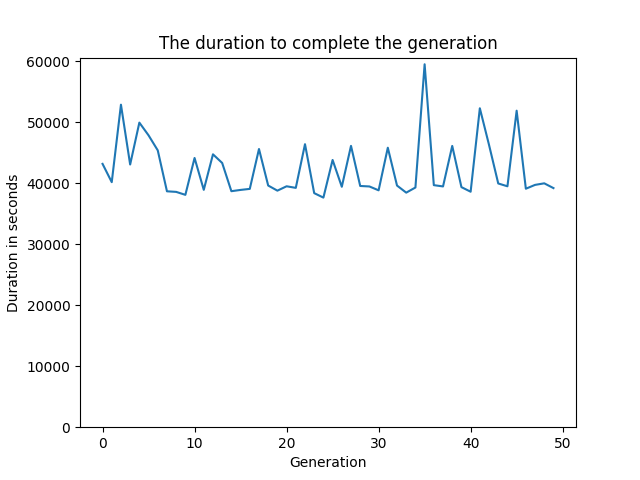 The duration to complete the generation
60000
50000
40000
30000
20000
10000
0
Duration in seconds
0 10 20 30 40 50
Generation